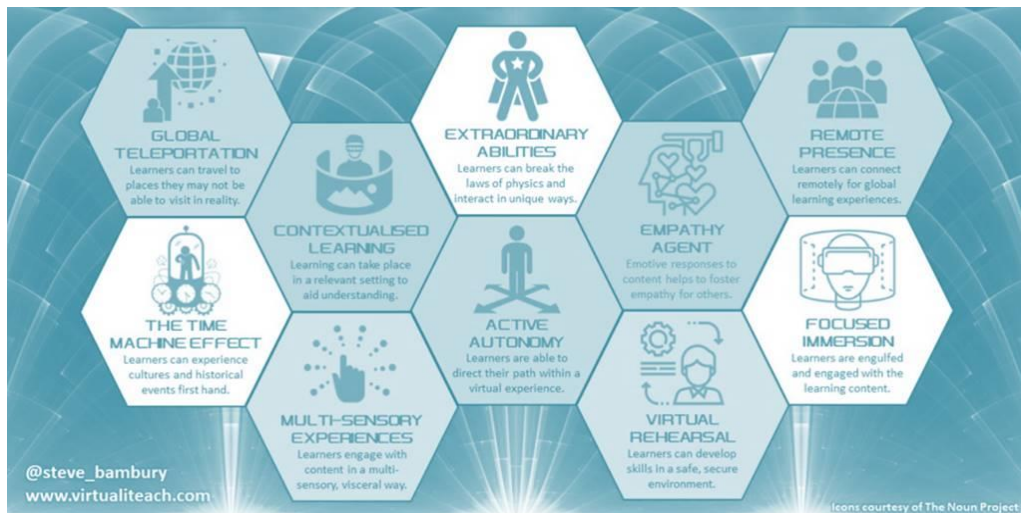 GLOBAL
TELEPORTATION
Learners can travel to
places they may not be
able to visit in reality.
EXTRAORDINARY
ABILITIES
Learners can break the
laws of physics and
interact in unique ways.
REMOTE
PRESENCE
Learners can connect
remotely for global
learning experiences.
CONTEXTUALISED
LEARNING
Learning can take place
in a relevant setting to
aid understanding.
EMPATHY
AGENT
Emotive responses to
content helps to foster
empathy for others.
THE TIME
MACHINE EFFECT
Learners can experience
cultures and historical
events first hand.
ACTIVE
AUTONOMY
Learners are able to
direct their path within a
virtual experience.
FOCUSED
IMMERSION
Learners are engulfed
and engaged with the
learning content.
MULTI-SENSORY
EXPERIENCES
Learners engage with
content in a multi-
sensory, visceral way.
VIRTUAL
REHEARSAL
Learners can develop
skills in a safe, secure
environment.
@steve_bambury
www.virtualiteach.com
Icons courtesy of The Noun Project